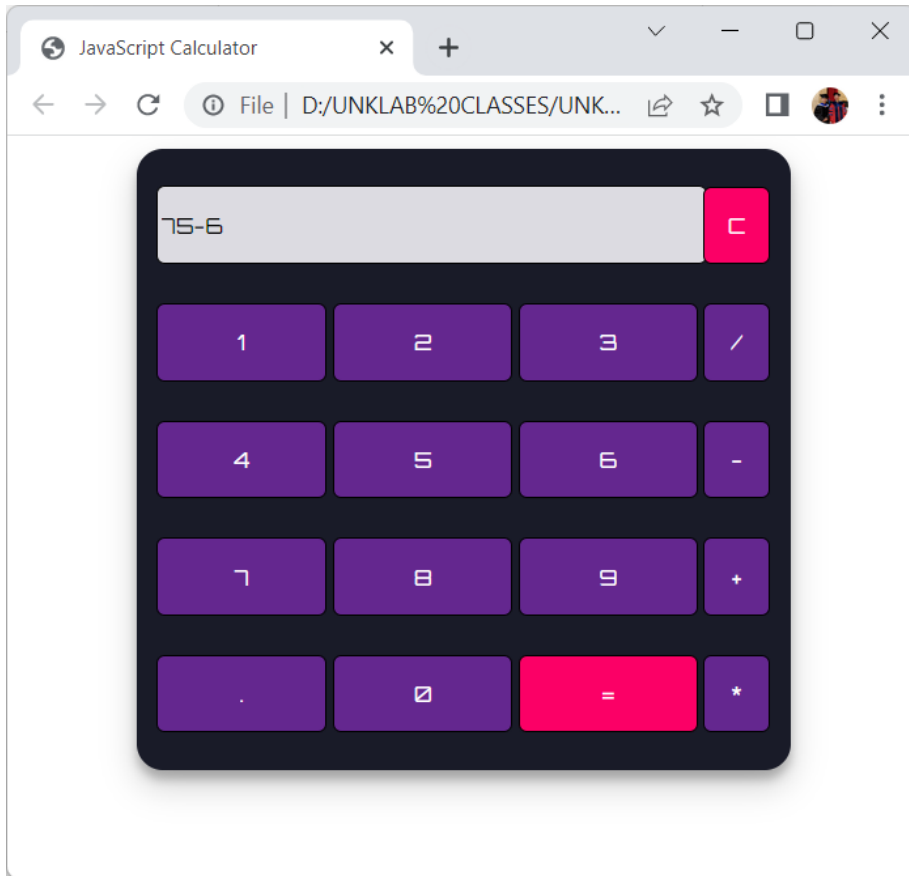 JavaScript Calculator
File | D:/UNKLAB%20CLASSES/UNK...
75-6 C
1 2 3 /
4 5 6 -
7 8 9 +
. 0 = *